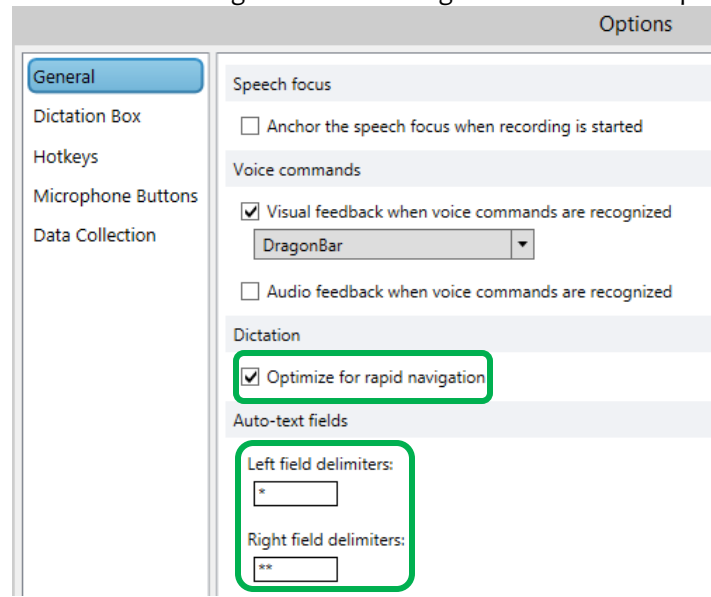 Options
General
Dictation Box
Hotkeys
Microphone Buttons
Data Collection
Speech focus
Anchor the speech focus when recording is started
Voice commands
Visual feedback when voice commands are recognized
DragonBar
Audio feedback when voice commands are recognized
Dictation
Optimize for rapid navigation
Auto-text fields
Left field delimiters:
*
Right field delimiters:
**